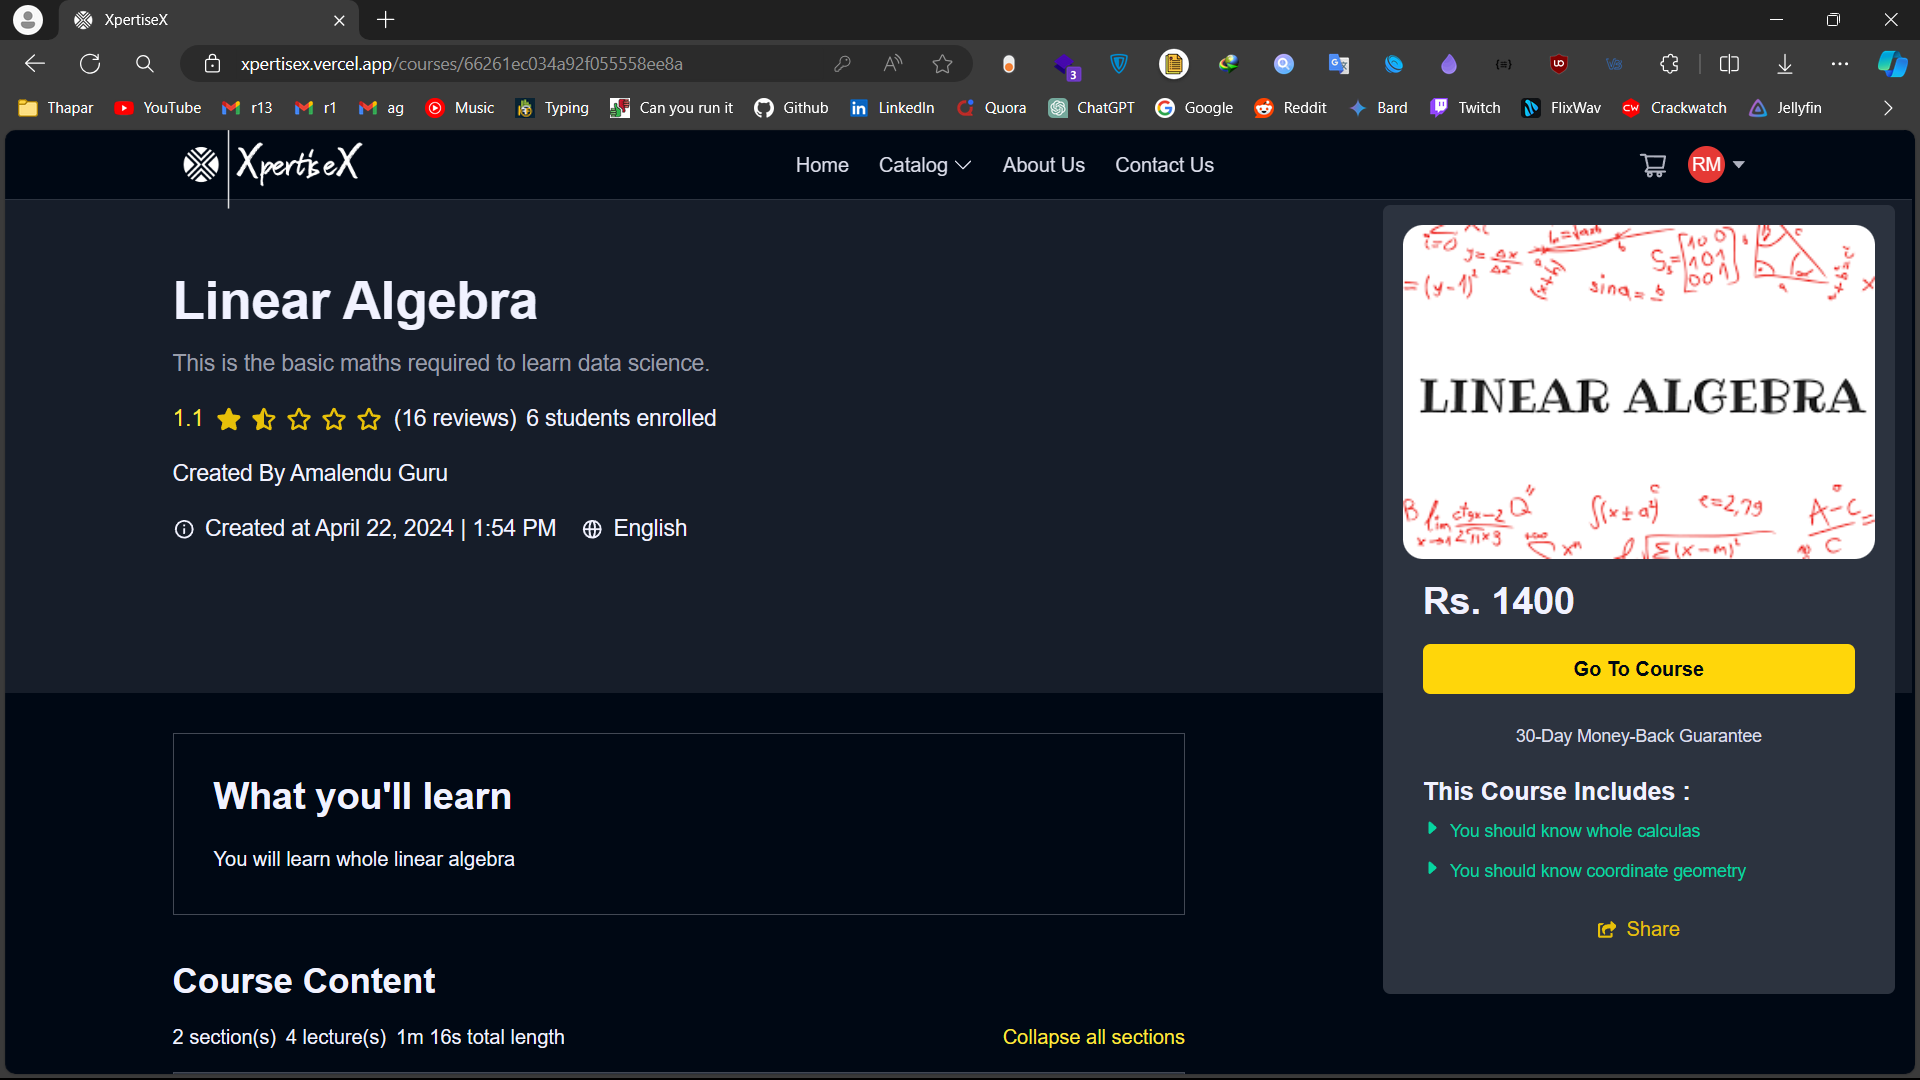 XpertiseX
xpertisex.vercel.app/courses/66261ec034a92f055558ee8a
3
Thapar YouTube r13 r1 ag Music Typing Can you run it Github LinkedIn Quora ChatGPT Google Reddit Bard Twitch FlixWav Crackwatch Jellyfin
XpertiseX
Home Catalog About Us Contact Us
RM
Linear Algebra
This is the basic maths required to learn data science.
1.1 (16 reviews) 6 students enrolled
Created By Amalendu Guru
Created at April 22, 2024 | 1:54 PM English
What you'll learn
You will learn whole linear algebra
Course Content
2 section(s) 4 lecture(s) 1m 16s total length
Collapse all sections
LINEAR ALGEBRA
Rs. 1400
Go To Course
30-Day Money-Back Guarantee
This Course Includes :
You should know whole calculas
You should know coordinate geometry
Share